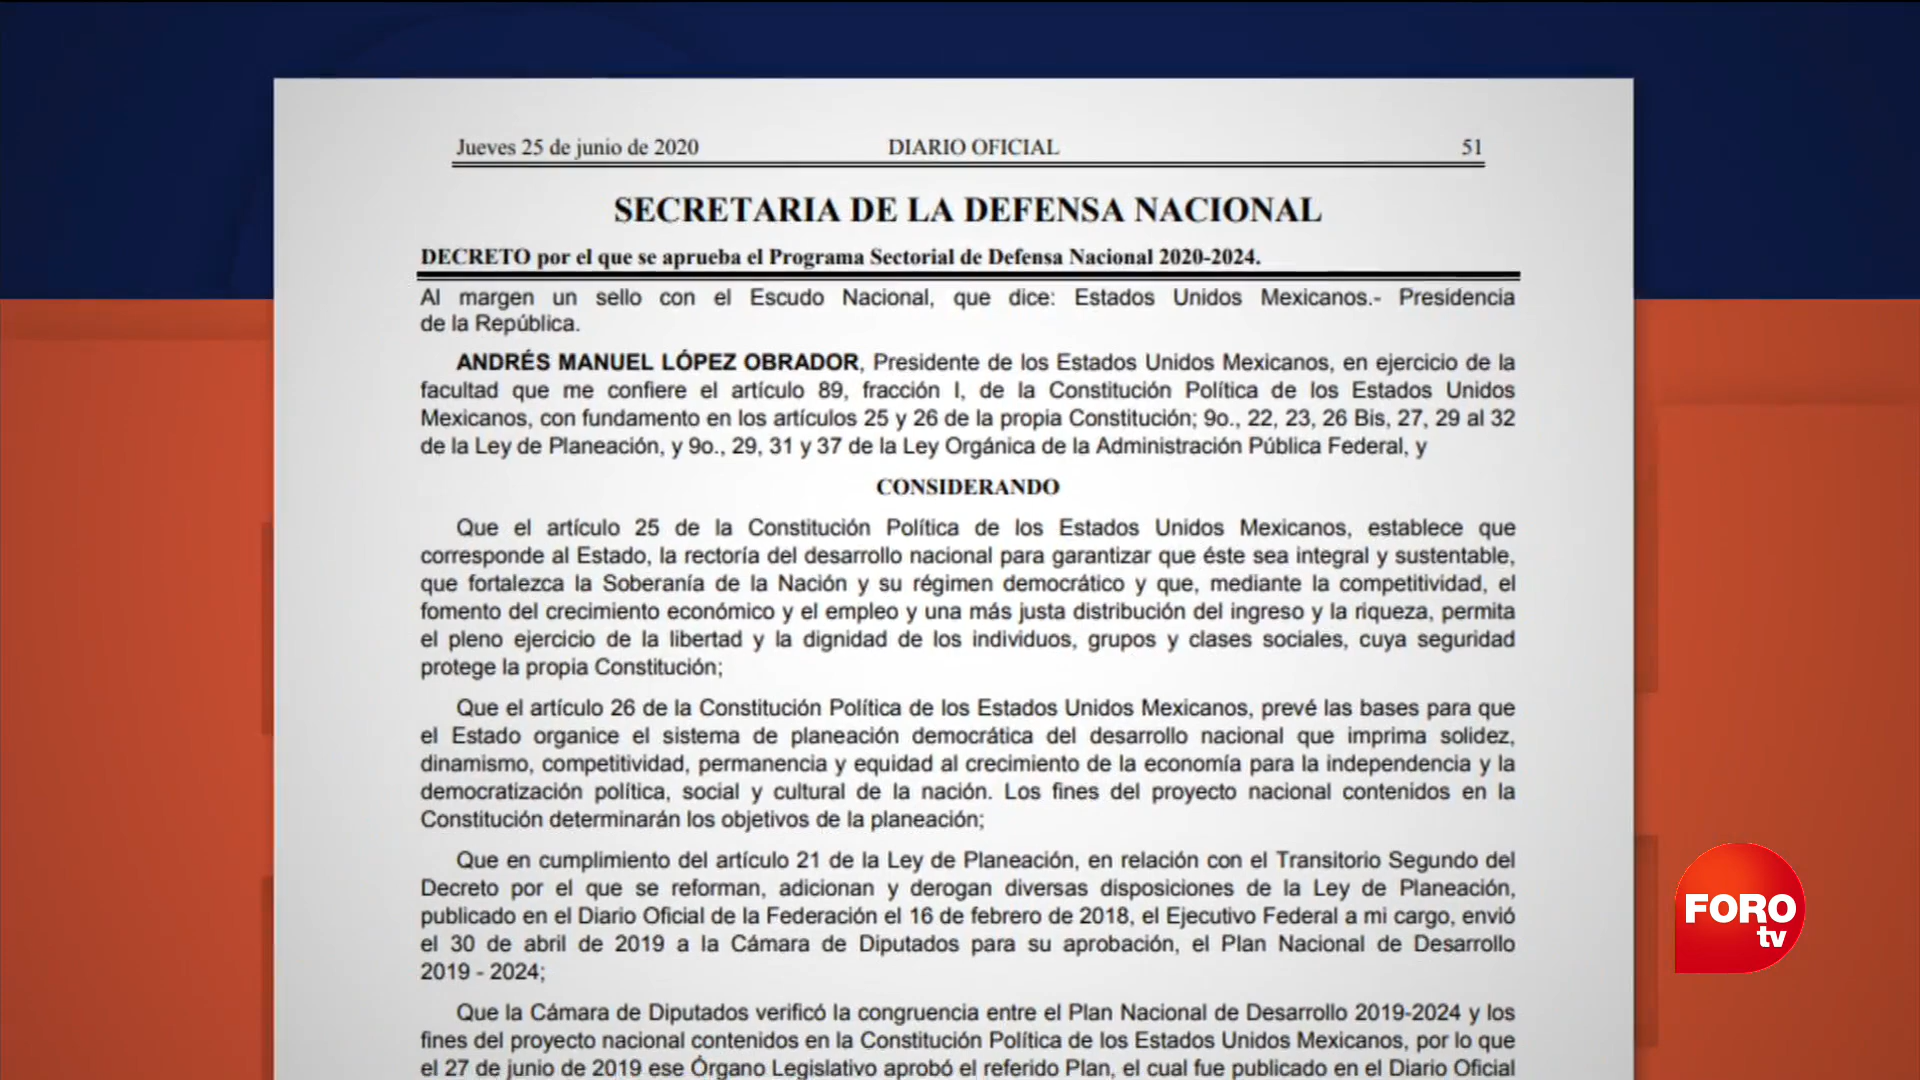 Jueves 25 de junio de 2020 DIARIO OFICIAL 51
SECRETARIA DE LA DEFENSA NACIONAL
DECRETO por el que se aprueba el Programa Sectorial de Defensa Nacional 2020-2024.
Al margen un sello con el Escudo Nacional, que dice: Estados Unidos Mexicanos.- Presidencia
de la República.
ANDRÉS MANUEL LÓPEZ OBRADOR, Presidente de los Estados Unidos Mexicanos, en ejercicio de la
facultad que me confiere el artículo 89, fracción I, de la Constitución Política de los Estados Unidos
Mexicanos, con fundamento en los artículos 25 y 26 de la propia Constitución; 9o., 22, 23, 26 Bis, 27, 29 al 32
de la Ley de Planeación, y 9o., 29, 31 y 37 de la Ley Orgánica de la Administración Pública Federal, y
CONSIDERANDO
Que el artículo 25 de la Constitución Política de los Estados Unidos Mexicanos, establece que
corresponde al Estado, la rectoría del desarrollo nacional para garantizar que éste sea integral y sustentable,
que fortalezca la Soberanía de la Nación y su régimen democrático y que, mediante la competitividad, el
fomento del crecimiento económico y el empleo y una más justa distribución del ingreso y la riqueza, permita
el pleno ejercicio de la libertad y la dignidad de los individuos, grupos y clases sociales, cuya seguridad
protege la propia Constitución;
Que el artículo 26 de la Constitución Política de los Estados Unidos Mexicanos, prevé las bases para que
el Estado organice el sistema de planeación democrática del desarrollo nacional que imprima solidez,
dinamismo, competitividad, permanencia y equidad al crecimiento de la economía para la independencia y la
democratización política, social y cultural de la nación. Los fines del proyecto nacional contenidos en la
Constitución determinarán los objetivos de la planeación;
Que en cumplimiento del artículo 21 de la Ley de Planeación, en relación con el Transitorio Segundo del
Decreto por el que se reforman, adicionan y derogan diversas disposiciones de la Ley de Planeación,
publicado en el Diario Oficial de la Federación el 16 de febrero de 2018, el Ejecutivo Federal a mi cargo, envió
el 30 de abril de 2019 a la Cámara de Diputados para su aprobación, el Plan Nacional de Desarrollo
2019 - 2024;
Que la Cámara de Diputados verificó la congruencia entre el Plan Nacional de Desarrollo 2019-2024 y los
fines del proyecto nacional contenidos en la Constitución Política de los Estados Unidos Mexicanos, por lo que
el 27 de junio de 2019 ese Órgano Legislativo aprobó el referido Plan, el cual fue publicado en el Diario Oficial
FORO
tv